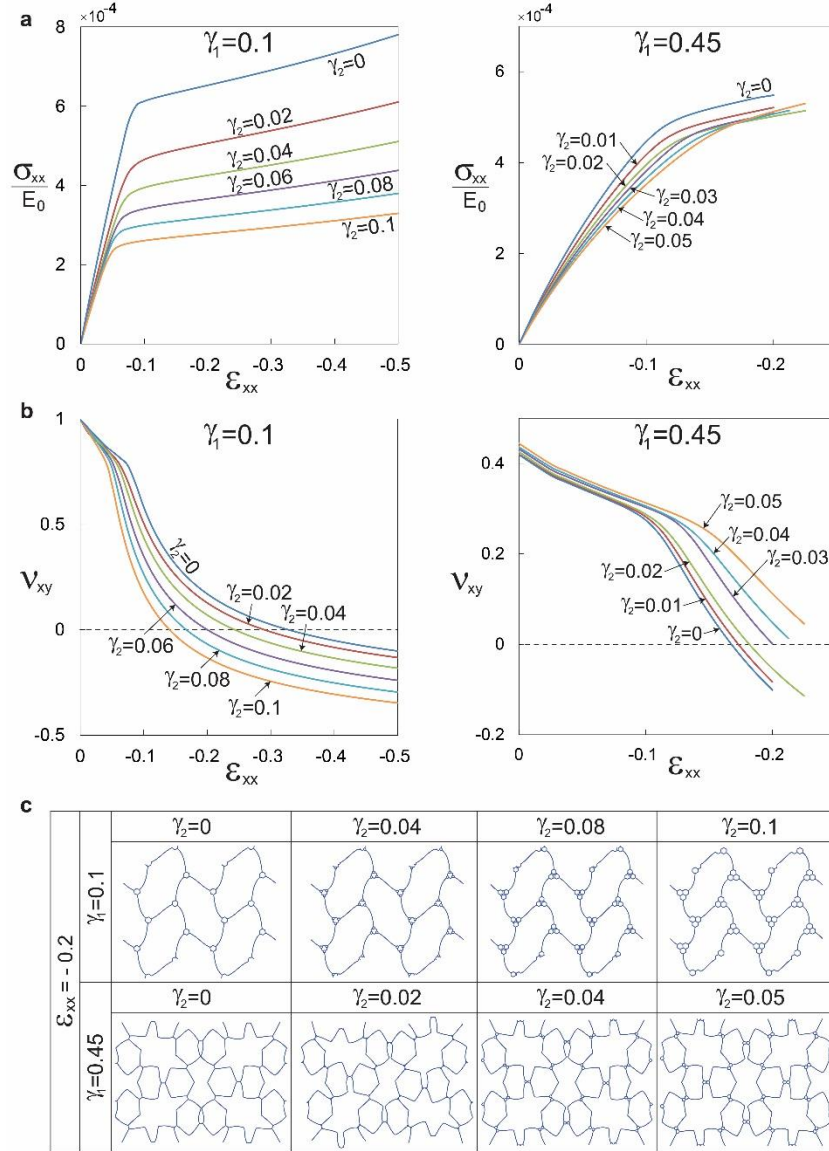 a
×10⁻⁴
γ₁=0.1
8
6
4
2
0
σₓₓ
E₀
γ₂=0
γ₂=0.02
γ₂=0.04
γ₂=0.06
γ₂=0.08
γ₂=0.1
0 -0.1 -0.2 -0.3 -0.4 -0.5
εₓₓ
×10⁻⁴
γ₁=0.45
6
4
2
0
σₓₓ
E₀
γ₂=0
γ₂=0.01
γ₂=0.02
γ₂=0.03
γ₂=0.04
γ₂=0.05
0 -0.1 -0.2
εₓₓ
b
γ₁=0.1
1
0.5
0
-0.5
νₓᵧ
γ₂=0
γ₂=0.02
γ₂=0.04
γ₂=0.06
γ₂=0.08
γ₂=0.1
0 -0.1 -0.2 -0.3 -0.4 -0.5
εₓₓ
γ₁=0.45
0.4
0.2
0
-0.2
νₓᵧ
γ₂=0.05
γ₂=0.04
γ₂=0.03
γ₂=0.02
γ₂=0.01
γ₂=0
0 -0.1 -0.2
εₓₓ
c
εₓₓ = - 0.2
γ₁=0.1
γ₂=0 γ₂=0.04 γ₂=0.08 γ₂=0.1
γ₁=0.45
γ₂=0 γ₂=0.02 γ₂=0.04 γ₂=0.05